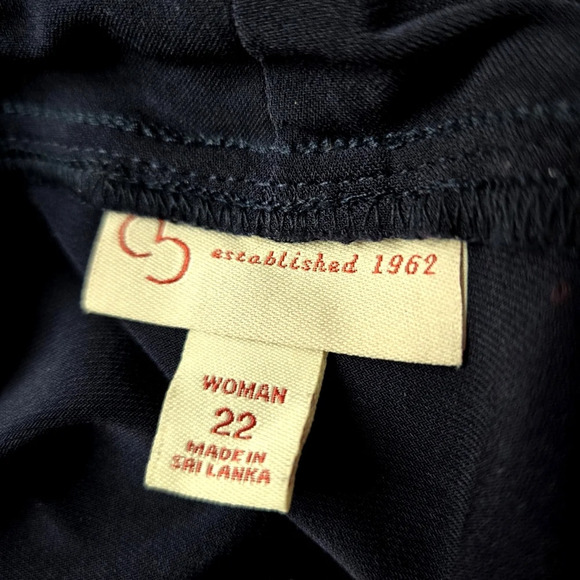 established 1962
WOMAN
22
MADE IN
SRI LANKA